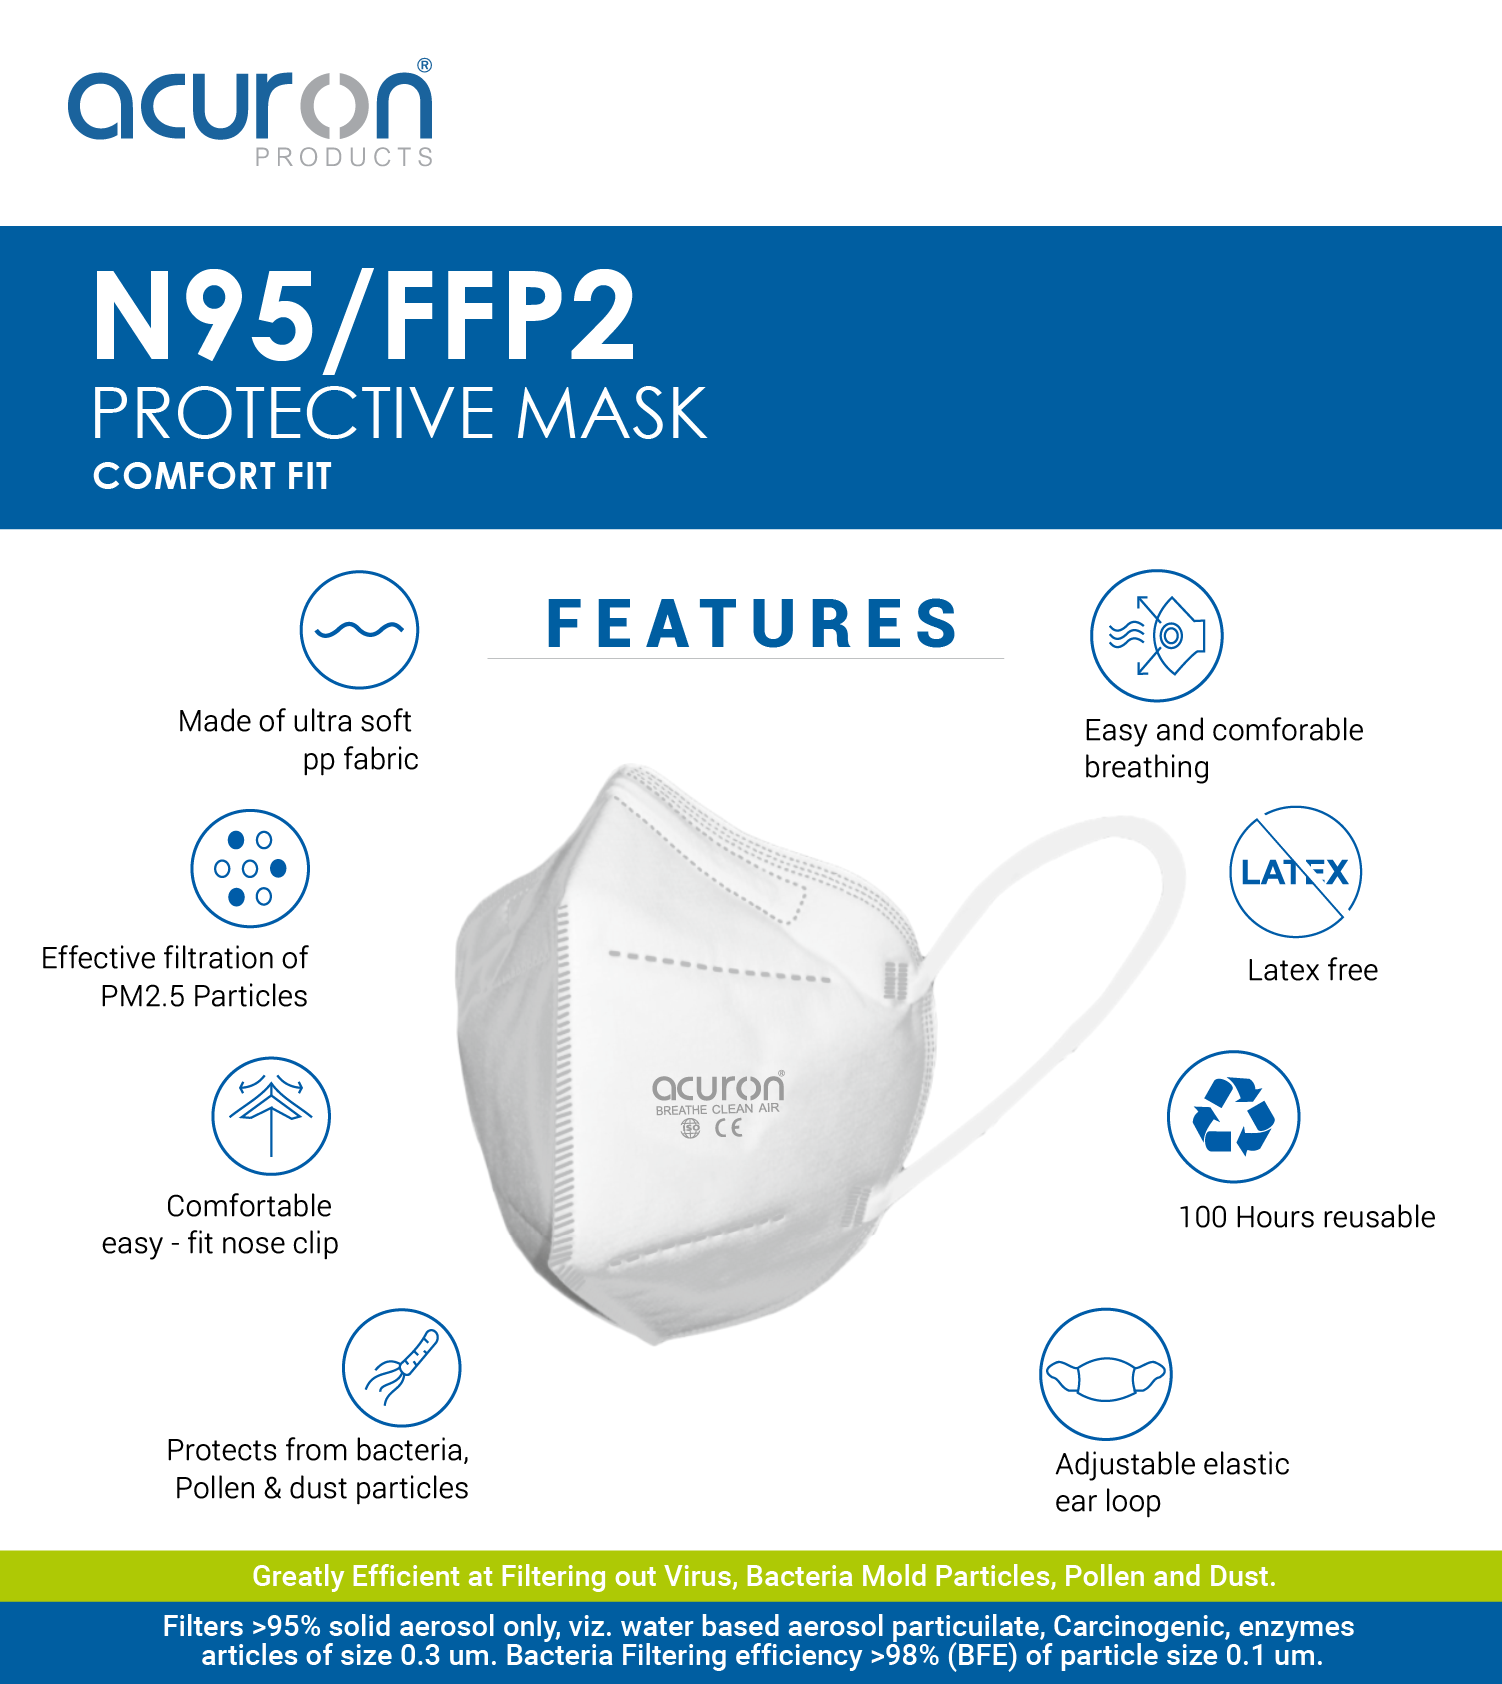 acuron®
PRODUCTS
N95/FFP2
PROTECTIVE MASK
COMFORT FIT
FEATURES
Made of ultra soft
pp fabric
Effective filtration of
PM2.5 Particles
Comfortable
easy - fit nose clip
Protects from bacteria,
Pollen & dust particles
acuron®
BREATHE CLEAN AIR
ISO CE
Easy and comforable
breathing
LATEX
Latex free
100 Hours reusable
Adjustable elastic
ear loop
Greatly Efficient at Filtering out Virus, Bacteria Mold Particles, Pollen and Dust.
Filters >95% solid aerosol only, viz. water based aerosol particuilate, Carcinogenic, enzymes
articles of size 0.3 um. Bacteria Filtering efficiency >98% (BFE) of particle size 0.1 um.